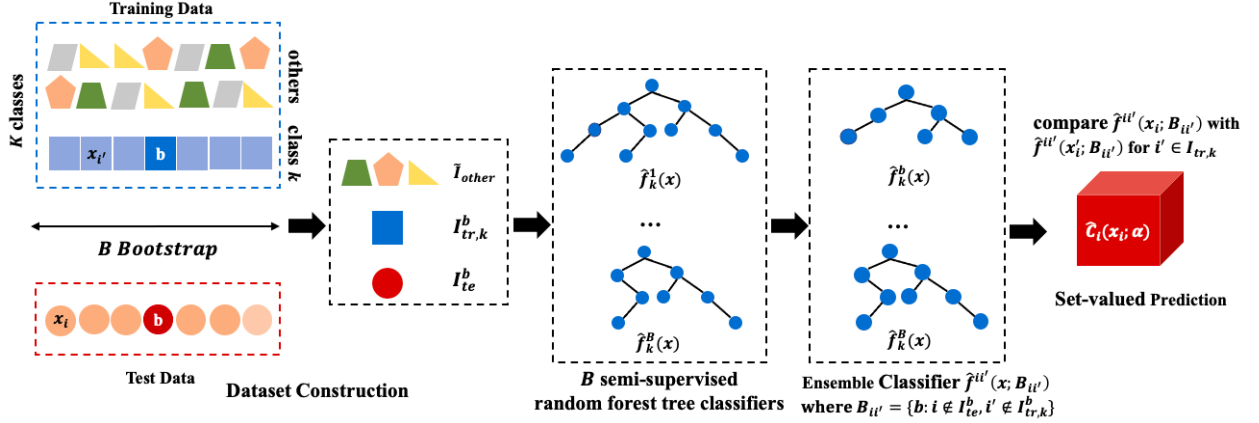 Training Data
K classes
others
class k
x_{i'}
b
B Bootstrap
x_i
b
Test Data
Dataset Construction
Ĩ_{other}
I^b_{tr,k}
I^b_{te}
f̂^1_k(x)
...
f̂^B_k(x)
B semi-supervised
random forest tree classifiers
f̂^b_k(x)
...
f̂^B_k(x)
Ensemble Classifier f̂^{ii'}(x; B_{ii'})
where B_{ii'} = {b: i ∉ I^b_{te}, i' ∉ I^b_{tr,k}}
compare f̂^{ii'}(x_i; B_{ii'}) with
f̂^{ii'}(x'_i; B_{ii'}) for i' ∈ I_{tr,k}
Ĉ_i(x_i; α)
Set-valued Prediction